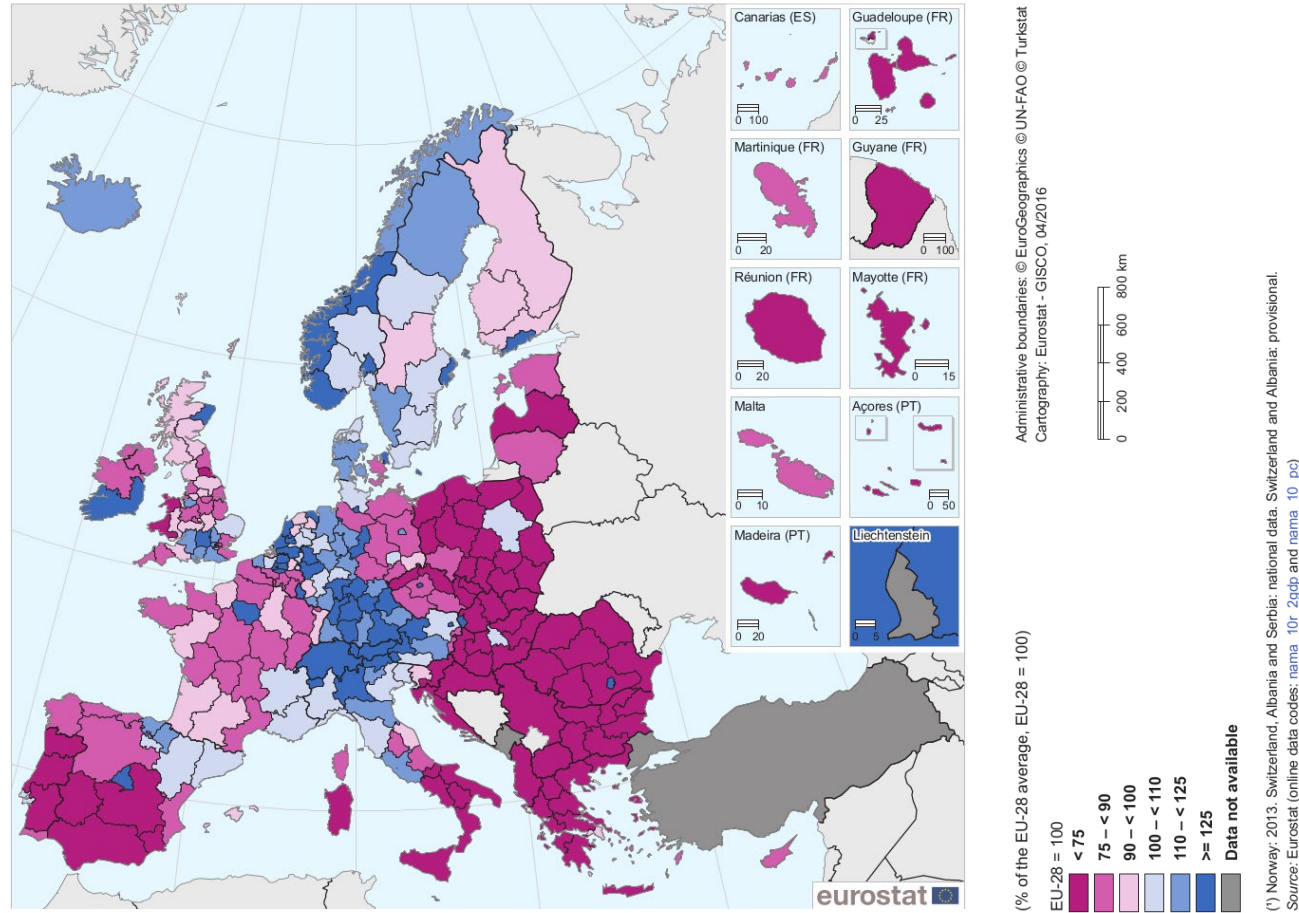 Canarias (ES)
0 100
Guadeloupe (FR)
0 25
Martinique (FR)
0 20
Guyane (FR)
0 100
Réunion (FR)
0 20
Mayotte (FR)
0 15
Malta
0 10
Açores (PT)
0 50
Madeira (PT)
0 20
Liechtenstein
0 5
eurostat
(% of the EU-28 average, EU-28 = 100)
EU-28 = 100
< 75
75 – < 90
90 – < 100
100 – < 110
110 – < 125
>= 125
Data not available
Administrative boundaries: © EuroGeographics © UN-FAO © Turkstat
Cartography: Eurostat - GISCO, 04/2016
0 200 400 600 800 km
(¹) Norway: 2013. Switzerland, Albania and Serbia: national data. Switzerland and Albania: provisional.
Source: Eurostat (online data codes: nama_10r_2gdp and nama_10_pc)